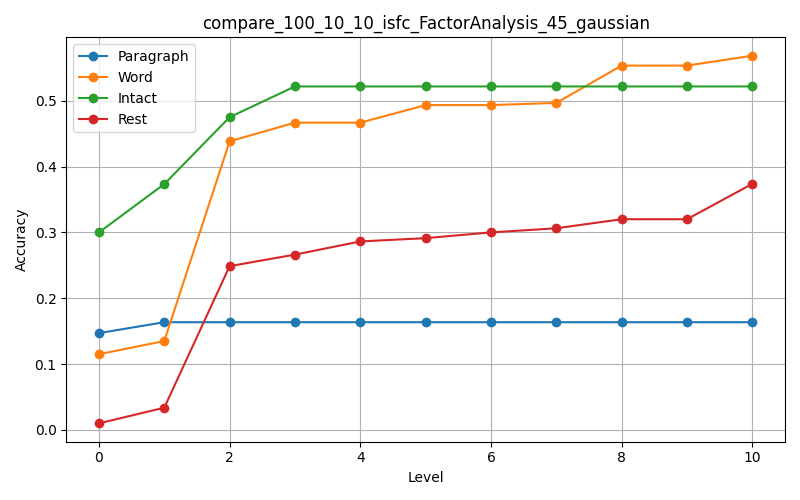 compare_100_10_10_isfc_FactorAnalysis_45_gaussian
Paragraph
Word
Intact
Rest
Accuracy
0.5
0.4
0.3
0.2
0.1
0.0
0 2 4 6 8 10
Level